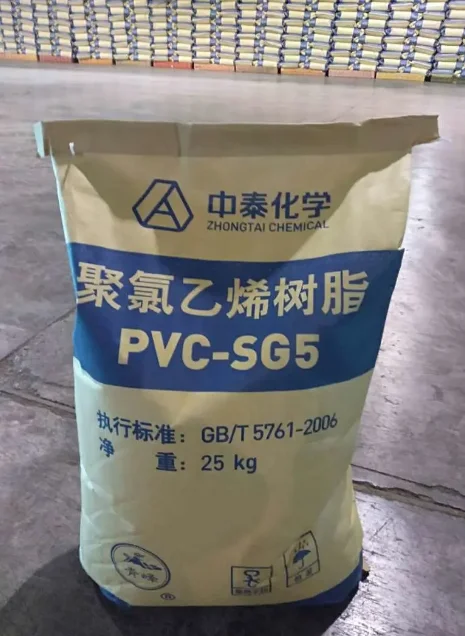 中泰化学
ZHONGTAI CHEMICAL
聚氯乙烯树脂
PVC-SG5
执行标准：GB/T 5761-2006
净 重：25 kg
®